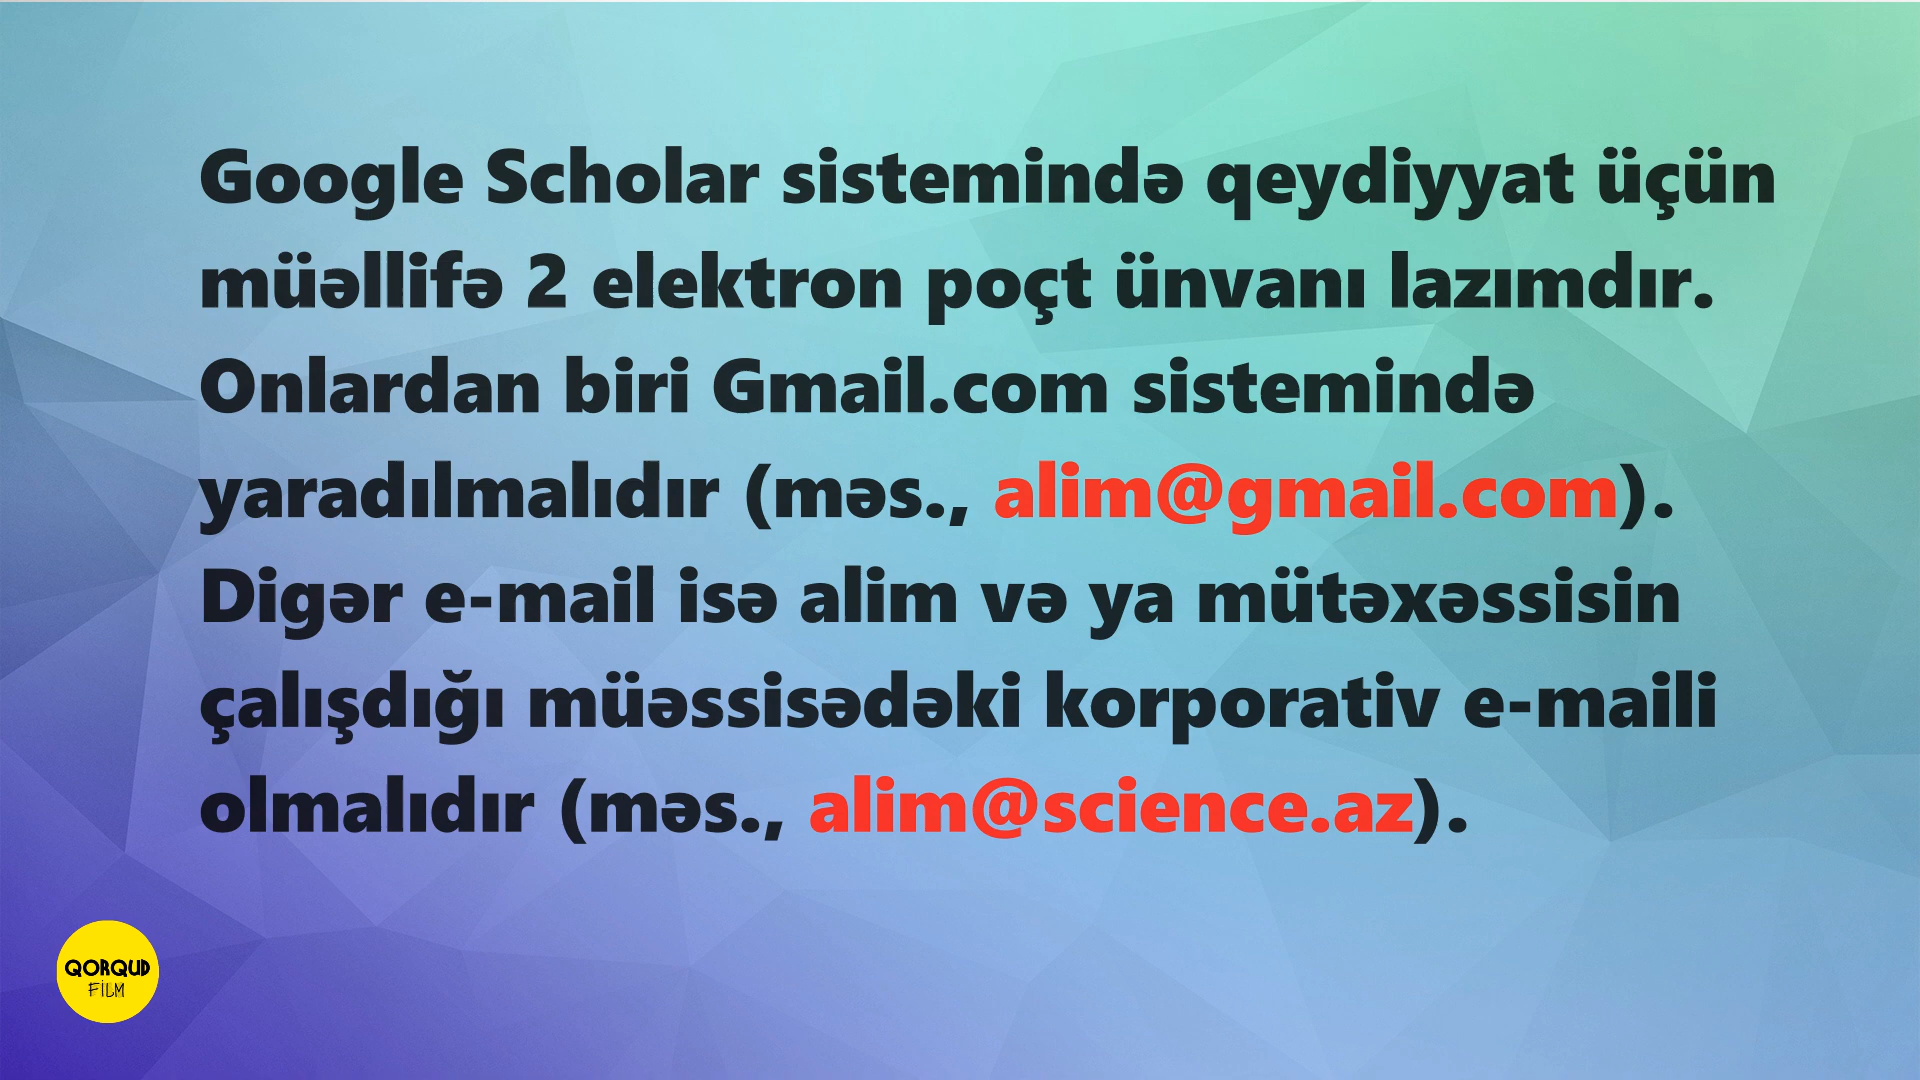 Google Scholar sistemində qeydiyyat üçün
müəllifə 2 elektron poçt ünvanı lazımdır.
Onlardan biri Gmail.com sistemində
yaradılmalıdır (məs., alim@gmail.com).
Digər e-mail isə alim və ya mütəxəssisin
çalışdığı müəssisədəki korporativ e-maili
olmalıdır (məs., alim@science.az).
QORQUD
FİLM